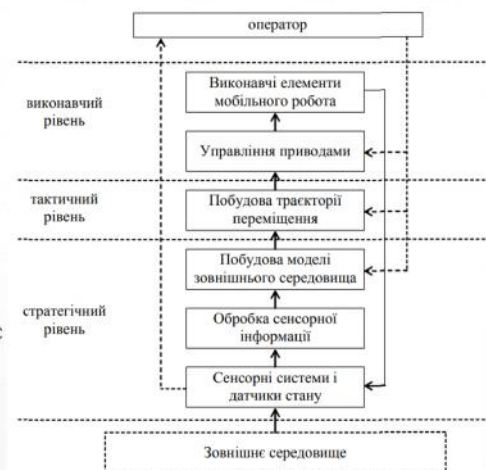 оператор
виконавчий
рівень
Виконавчі елементи
мобільного робота
Управління приводами
тактичний
рівень
Побудова траєкторії
переміщення
стратегічний
рівень
Побудова моделі
зовнішнього середовища
Обробка сенсорної
інформації
Сенсорні системи і
датчики стану
Зовнішнє середовище